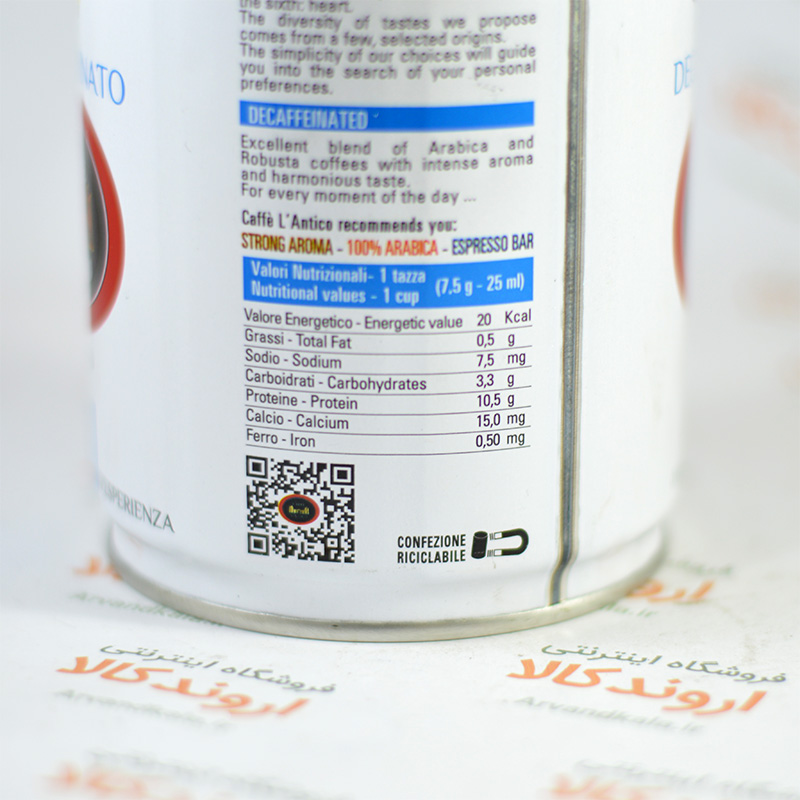 the sixth: heart.
The diversity of tastes we propose
comes from a few, selected origins.
The simplicity of our choices will guide
you into the search of your personal
preferences.
NATO
DE
DECAFFEINATED
Excellent blend of Arabica and
Robusta coffees with intense aroma
and harmonious taste.
For every moment of the day ...
Caffè L'Antico recommends you:
STRONG AROMA - 100% ARABICA - ESPRESSO BAR
Valori Nutrizionali- 1 tazza
Nutritional values - 1 cup
(7,5 g - 25 ml)
Valore Energetico - Energetic value 20 Kcal
Grassi - Total Fat 0,5 g
Sodio - Sodium 7,5 mg
Carboidrati - Carbohydrates 3,3 g
Proteine - Protein 10,5 g
Calcio - Calcium 15,0 mg
Ferro - Iron 0,50 mg
ESPERIENZA
CONFEZIONE
RICICLABILE
فروشگاه اینترنتی
اروندکالا
Arvandkala.ir
فروشگاه اینترنتی
اروندکالا
Arvandkala.ir